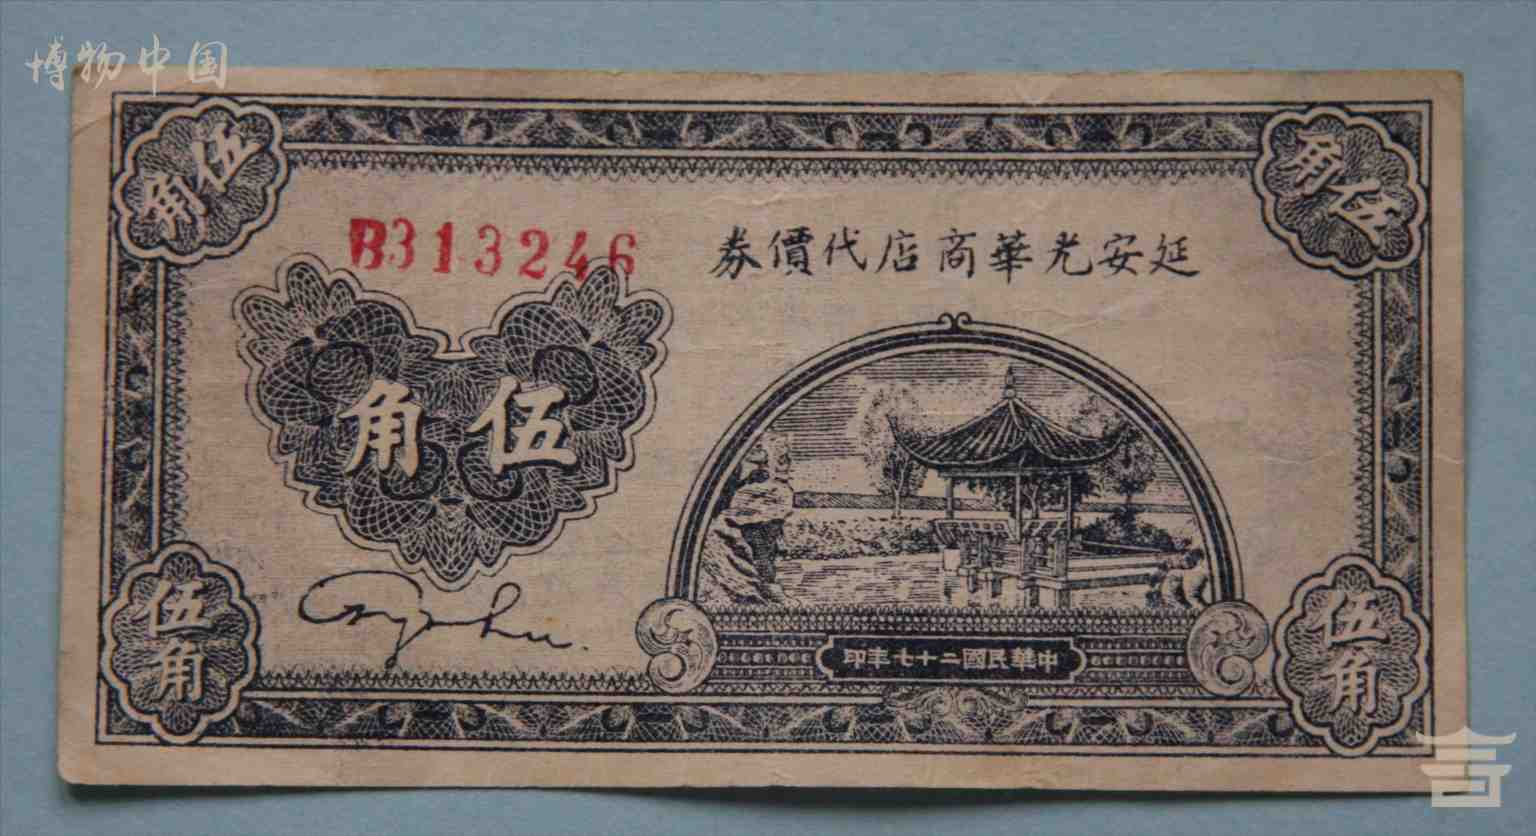 博物中国
伍角
伍角
B313246
延安光華商店代價券
伍角
中華民國二十七年印
伍角
伍角